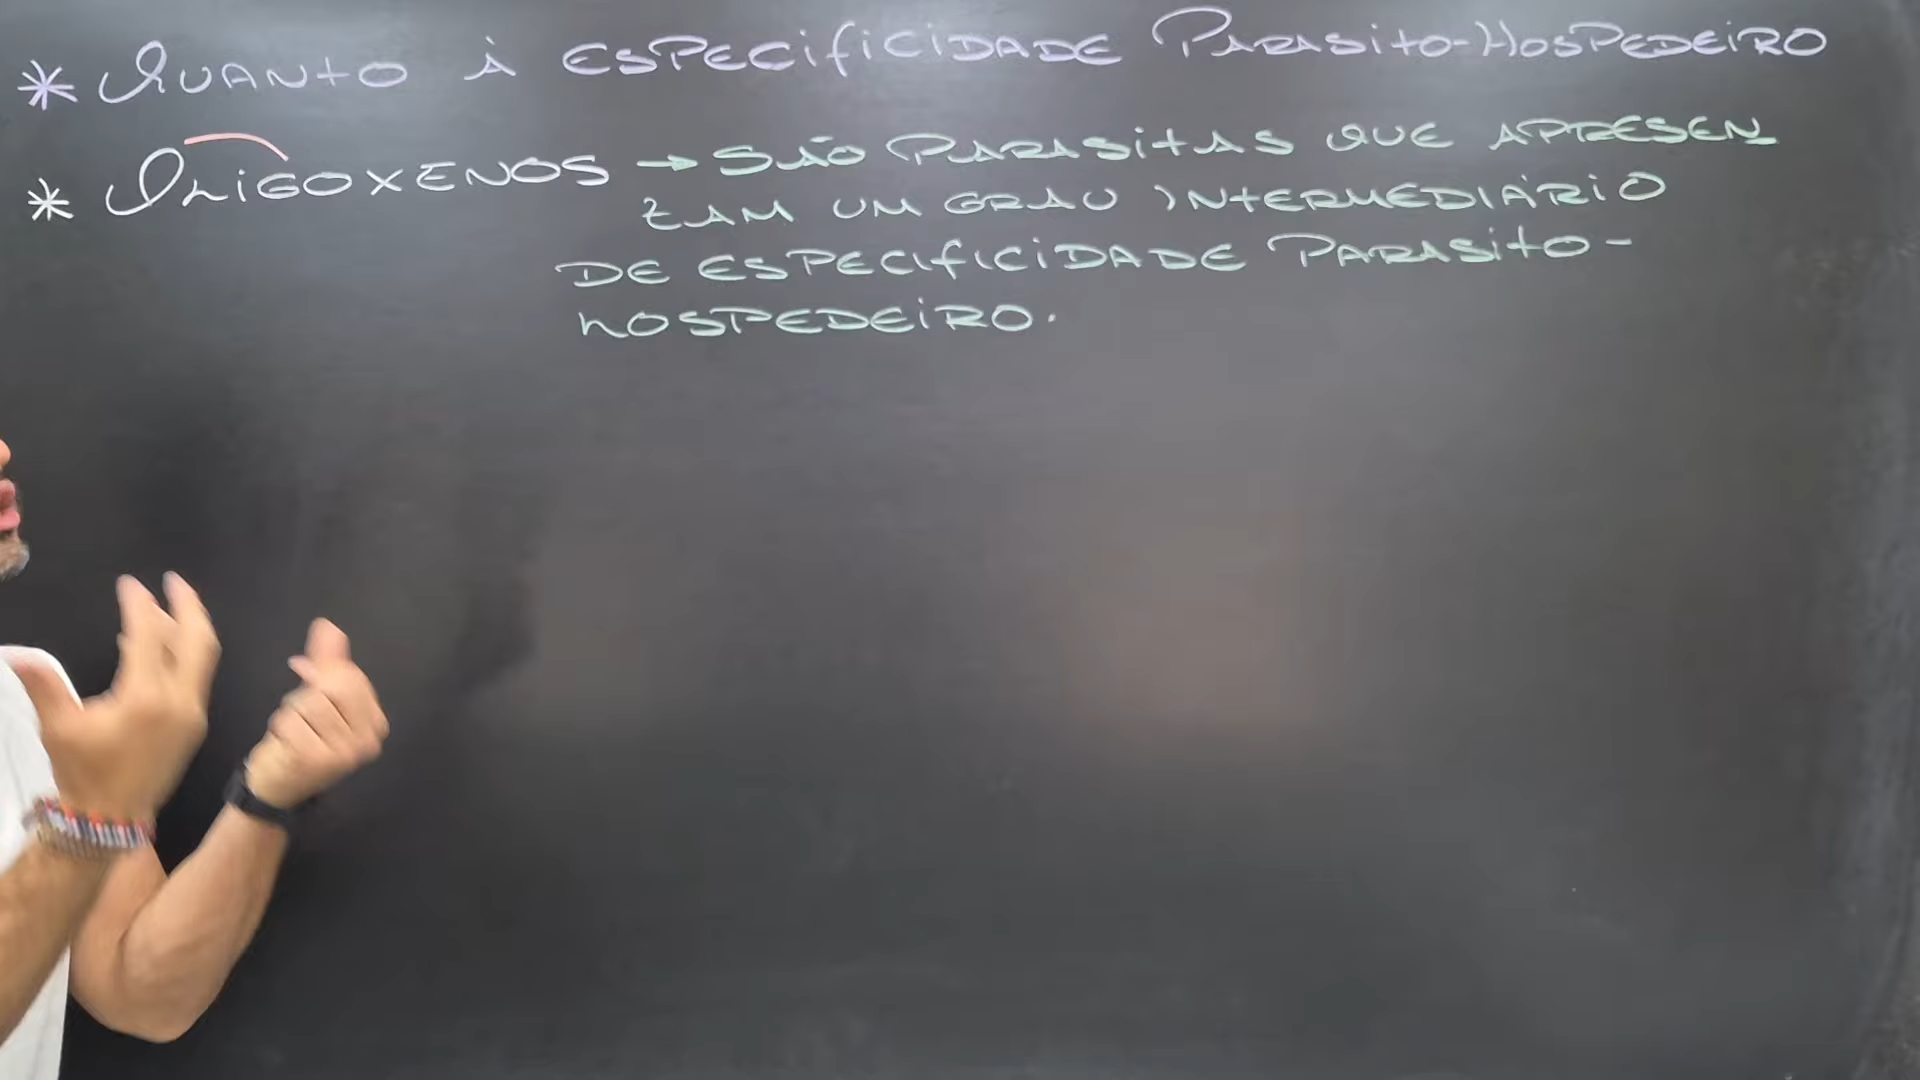 * Quanto à especificidade Parasito-Hospedeiro
* Oligoxenos → São Parasitas que apresen
tam um grau intermediário
de especificidade parasito-
hospedeiro.